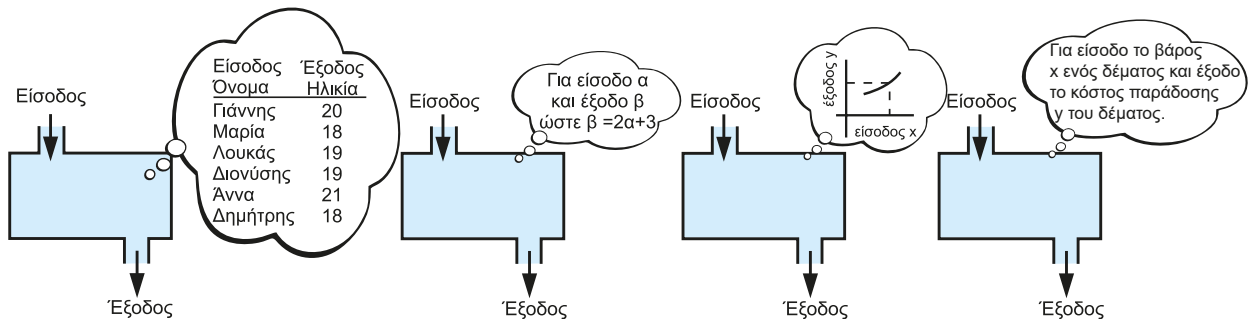 Είσοδος
Είσοδος Έξοδος
Όνομα Ηλικία
Γιάννης 20
Μαρία 18
Λουκάς 19
Διονύσης 19
Άννα 21
Δημήτρης 18
Έξοδος
Είσοδος
Για είσοδο α
και έξοδο β
ώστε β =2α+3
Έξοδος
Είσοδος
έξοδος y
είσοδος x
Έξοδος
Είσοδος
Για είσοδο το βάρος
x ενός δέματος και έξοδο
το κόστος παράδοσης
y του δέματος.
Έξοδος